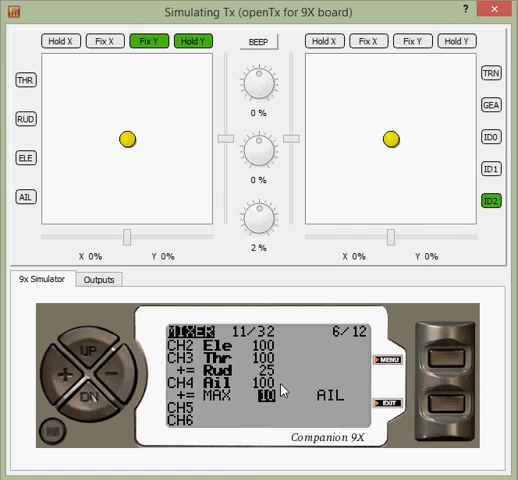 Simulating Tx (openTx for 9X board)
?
Hold X Fix X Fix Y Hold Y BEEP Hold X Fix X Fix Y Hold Y
THR
RUD
ELE
AIL
0 %
0 %
2 %
TRN
GEA
ID0
ID1
ID2
X 0% Y 0% X 0% Y 0%
9x Simulator Outputs
UP
+ -
DN
MIXER 11/32 6/12
CH2 Ele 100
CH3 Thr 100
+= Rud 25
CH4 Ail 100
+= MAX 10 AIL
CH5
CH6
MENU
EXIT
Companion 9X